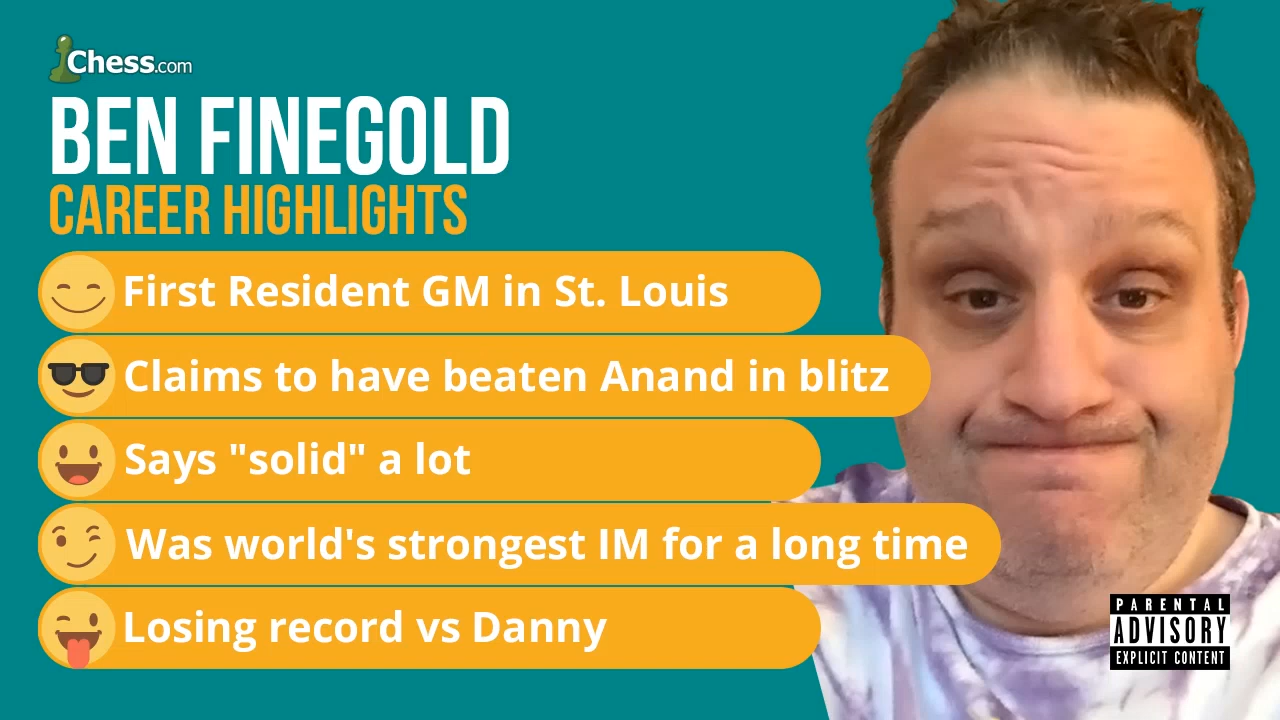 Chess.com
BEN FINEGOLD
CAREER HIGHLIGHTS
First Resident GM in St. Louis
Claims to have beaten Anand in blitz
Says "solid" a lot
Was world's strongest IM for a long time
Losing record vs Danny
PARENTAL
ADVISORY
EXPLICIT CONTENT